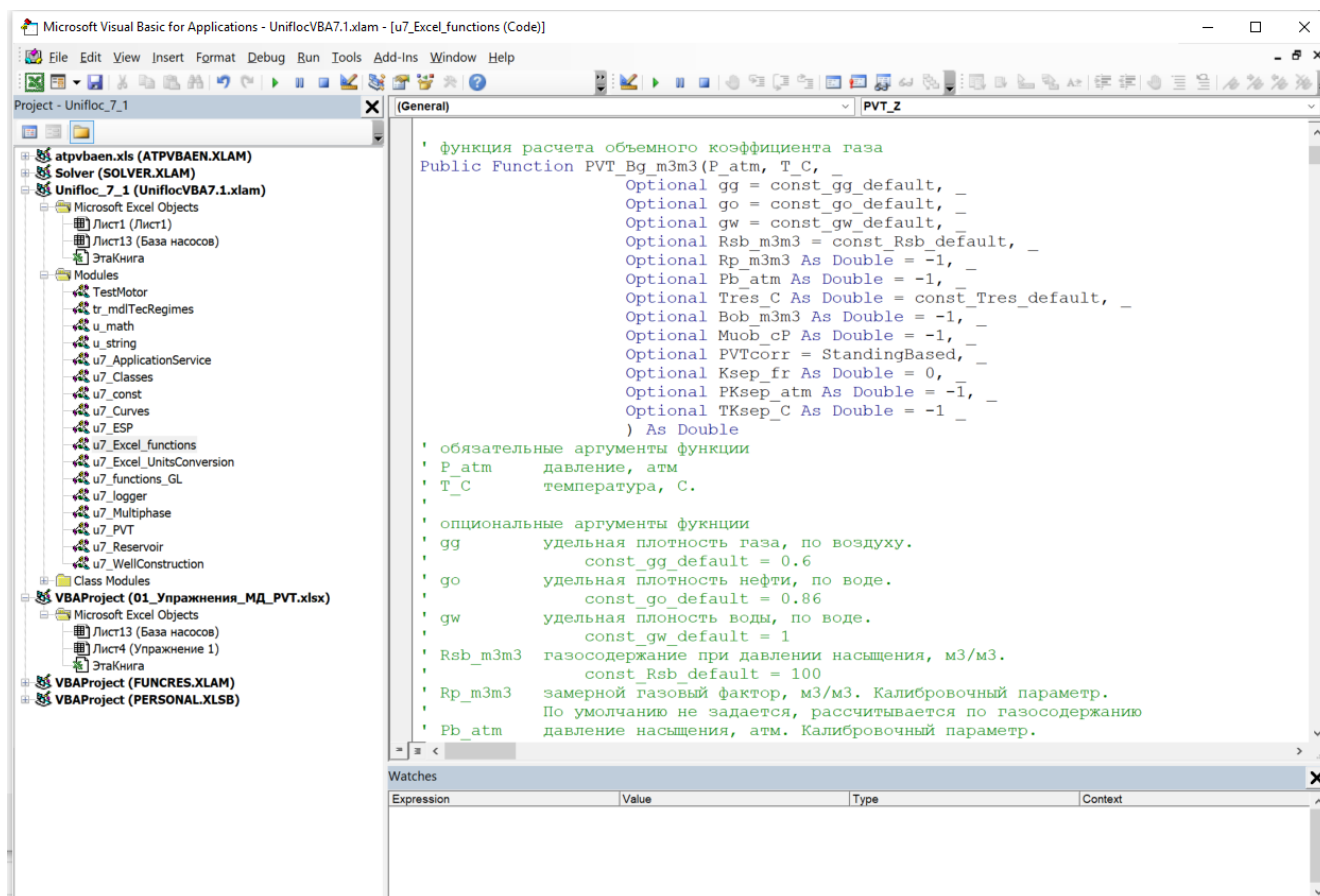 Microsoft Visual Basic for Applications - UniflocVBA7.1.xlam - [u7_Excel_functions (Code)]
File Edit View Insert Format Debug Run Tools Add-Ins Window Help
Project - Unifloc_7_1
atpvbaen.xls (ATPVBAEN.XLAM)
Solver (SOLVER.XLAM)
Unifloc_7_1 (UniflocVBA7.1.xlam)
Microsoft Excel Objects
Лист1 (Лист1)
Лист13 (База насосов)
ЭтаКнига
Modules
TestMotor
tr_mdlTecRegimes
u_math
u_string
u7_ApplicationService
u7_Classes
u7_const
u7_Curves
u7_ESP
u7_Excel_functions
u7_Excel_UnitsConversion
u7_functions_GL
u7_logger
u7_Multiphase
u7_PVT
u7_Reservoir
u7_WellConstruction
Class Modules
VBAProject (01_Упражнения_МД_PVT.xlsx)
Microsoft Excel Objects
Лист13 (База насосов)
Лист4 (Упражнение 1)
ЭтаКнига
VBAProject (FUNCRES.XLAM)
VBAProject (PERSONAL.XLSB)
(General)
PVT_Z
' функция расчета объемного коэффициента газа
Public Function PVT_Bg_m3m3(P_atm, T_C, _
Optional gg = const_gg_default, _
Optional go = const_go_default, _
Optional gw = const_gw_default, _
Optional Rsb_m3m3 = const_Rsb_default, _
Optional Rp_m3m3 As Double = -1, _
Optional Pb_atm As Double = -1, _
Optional Tres_C As Double = const_Tres_default, _
Optional Bob_m3m3 As Double = -1, _
Optional Muob_cP As Double = -1, _
Optional PVTcorr = StandingBased, _
Optional Ksep_fr As Double = 0, _
Optional PKsep_atm As Double = -1, _
Optional TKsep_C As Double = -1 _
) As Double
' обязательные аргументы функции
' P_atm давление, атм
' T_C температура, С.
'
' опциональные аргументы фукнции
' gg удельная плотность газа, по воздуху.
' const_gg_default = 0.6
' go удельная плотность нефти, по воде.
' const_go_default = 0.86
' gw удельная плоность воды, по воде.
' const_gw_default = 1
' Rsb_m3m3 газосодержание при давлении насыщения, м3/м3.
' const_Rsb_default = 100
' Rp_m3m3 замерной газовый фактор, м3/м3. Калибровочный параметр.
' По умолчанию не задается, рассчитывается по газосодержанию
' Pb_atm давление насыщения, атм. Калибровочный параметр.
Watches
Expression Value Type Context